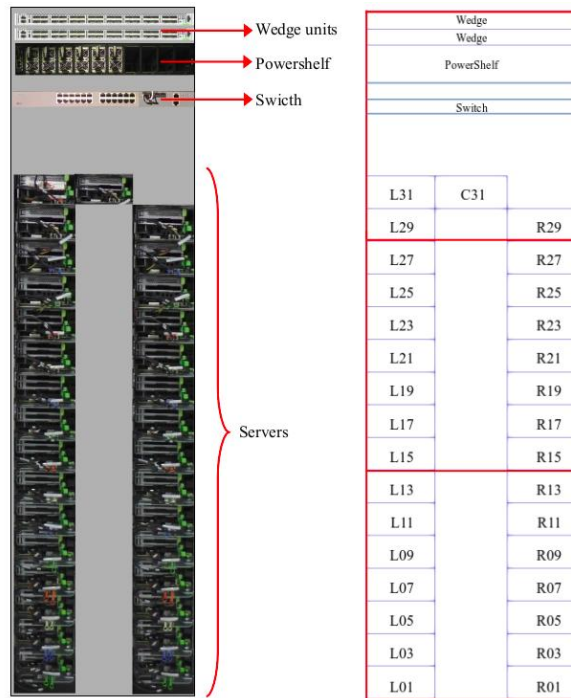 Wedge units
Powershelf
Swicth
Servers
Wedge
Wedge
PowerShelf
Switch
L31 C31
L29 R29
L27 R27
L25 R25
L23 R23
L21 R21
L19 R19
L17 R17
L15 R15
L13 R13
L11 R11
L09 R09
L07 R07
L05 R05
L03 R03
L01 R01